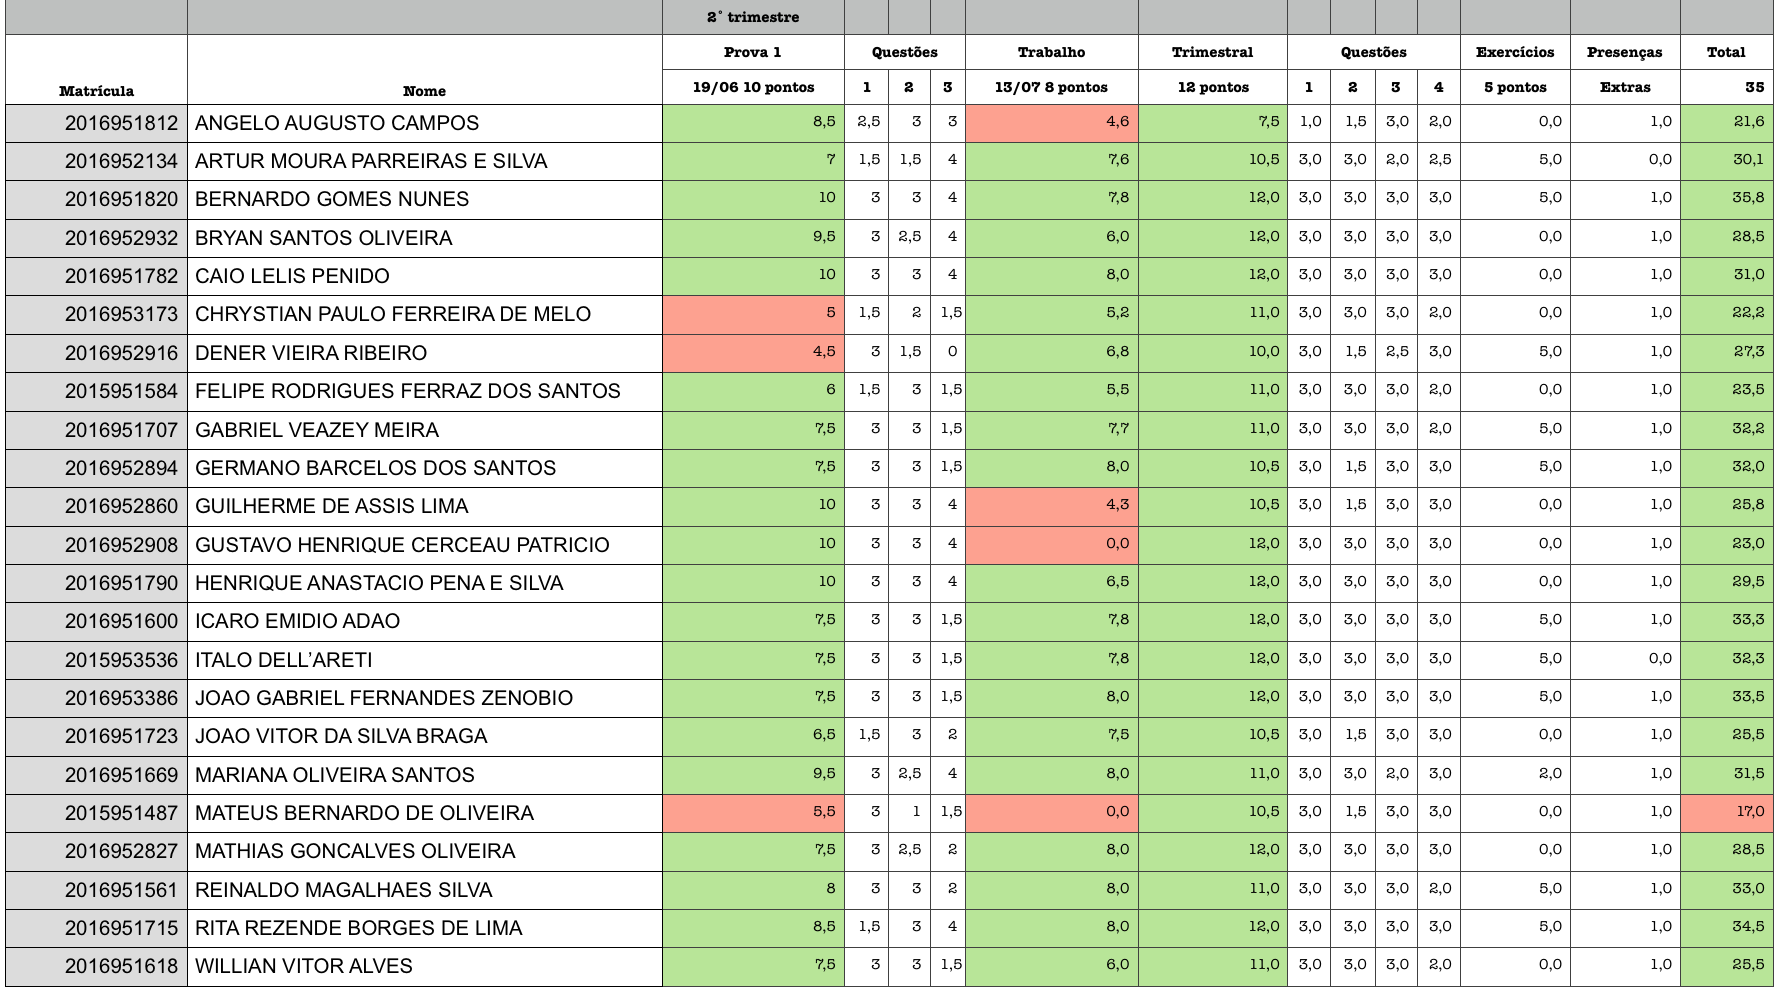 2° trimestre
Prova 1 Questões Trabalho Trimestral Questões Exercícios Presenças Total
Matrícula Nome 19/06 10 pontos 1 2 3 13/07 8 pontos 12 pontos 1 2 3 4 5 pontos Extras 35
2016951812 ANGELO AUGUSTO CAMPOS 8,5 2,5 3 3 4,6 7,5 1,0 1,5 3,0 2,0 0,0 1,0 21,6
2016952134 ARTUR MOURA PARREIRAS E SILVA 7 1,5 1,5 4 7,6 10,5 3,0 3,0 2,0 2,5 5,0 0,0 30,1
2016951820 BERNARDO GOMES NUNES 10 3 3 4 7,8 12,0 3,0 3,0 3,0 3,0 5,0 1,0 35,8
2016952932 BRYAN SANTOS OLIVEIRA 9,5 3 2,5 4 6,0 12,0 3,0 3,0 3,0 3,0 0,0 1,0 28,5
2016951782 CAIO LELIS PENIDO 10 3 3 4 8,0 12,0 3,0 3,0 3,0 3,0 0,0 1,0 31,0
2016953173 CHRYSTIAN PAULO FERREIRA DE MELO 5 1,5 2 1,5 5,2 11,0 3,0 3,0 3,0 2,0 0,0 1,0 22,2
2016952916 DENER VIEIRA RIBEIRO 4,5 3 1,5 0 6,8 10,0 3,0 1,5 2,5 3,0 5,0 1,0 27,3
2015951584 FELIPE RODRIGUES FERRAZ DOS SANTOS 6 1,5 3 1,5 5,5 11,0 3,0 3,0 3,0 2,0 0,0 1,0 23,5
2016951707 GABRIEL VEAZEY MEIRA 7,5 3 3 1,5 7,7 11,0 3,0 3,0 3,0 2,0 5,0 1,0 32,2
2016952894 GERMANO BARCELOS DOS SANTOS 7,5 3 3 1,5 8,0 10,5 3,0 1,5 3,0 3,0 5,0 1,0 32,0
2016952860 GUILHERME DE ASSIS LIMA 10 3 3 4 4,3 10,5 3,0 1,5 3,0 3,0 0,0 1,0 25,8
2016952908 GUSTAVO HENRIQUE CERCEAU PATRICIO 10 3 3 4 0,0 12,0 3,0 3,0 3,0 3,0 0,0 1,0 23,0
2016951790 HENRIQUE ANASTACIO PENA E SILVA 10 3 3 4 6,5 12,0 3,0 3,0 3,0 3,0 0,0 1,0 29,5
2016951600 ICARO EMIDIO ADAO 7,5 3 3 1,5 7,8 12,0 3,0 3,0 3,0 3,0 5,0 1,0 33,3
2015953536 ITALO DELL’ARETI 7,5 3 3 1,5 7,8 12,0 3,0 3,0 3,0 3,0 5,0 0,0 32,3
2016953386 JOAO GABRIEL FERNANDES ZENOBIO 7,5 3 3 1,5 8,0 12,0 3,0 3,0 3,0 3,0 5,0 1,0 33,5
2016951723 JOAO VITOR DA SILVA BRAGA 6,5 1,5 3 2 7,5 10,5 3,0 1,5 3,0 3,0 0,0 1,0 25,5
2016951669 MARIANA OLIVEIRA SANTOS 9,5 3 2,5 4 8,0 11,0 3,0 3,0 2,0 3,0 2,0 1,0 31,5
2015951487 MATEUS BERNARDO DE OLIVEIRA 5,5 3 1 1,5 0,0 10,5 3,0 1,5 3,0 3,0 0,0 1,0 17,0
2016952827 MATHIAS GONCALVES OLIVEIRA 7,5 3 2,5 2 8,0 12,0 3,0 3,0 3,0 3,0 0,0 1,0 28,5
2016951561 REINALDO MAGALHAES SILVA 8 3 3 2 8,0 11,0 3,0 3,0 3,0 2,0 5,0 1,0 33,0
2016951715 RITA REZENDE BORGES DE LIMA 8,5 1,5 3 4 8,0 12,0 3,0 3,0 3,0 3,0 5,0 1,0 34,5
2016951618 WILLIAN VITOR ALVES 7,5 3 3 1,5 6,0 11,0 3,0 3,0 3,0 2,0 0,0 1,0 25,5